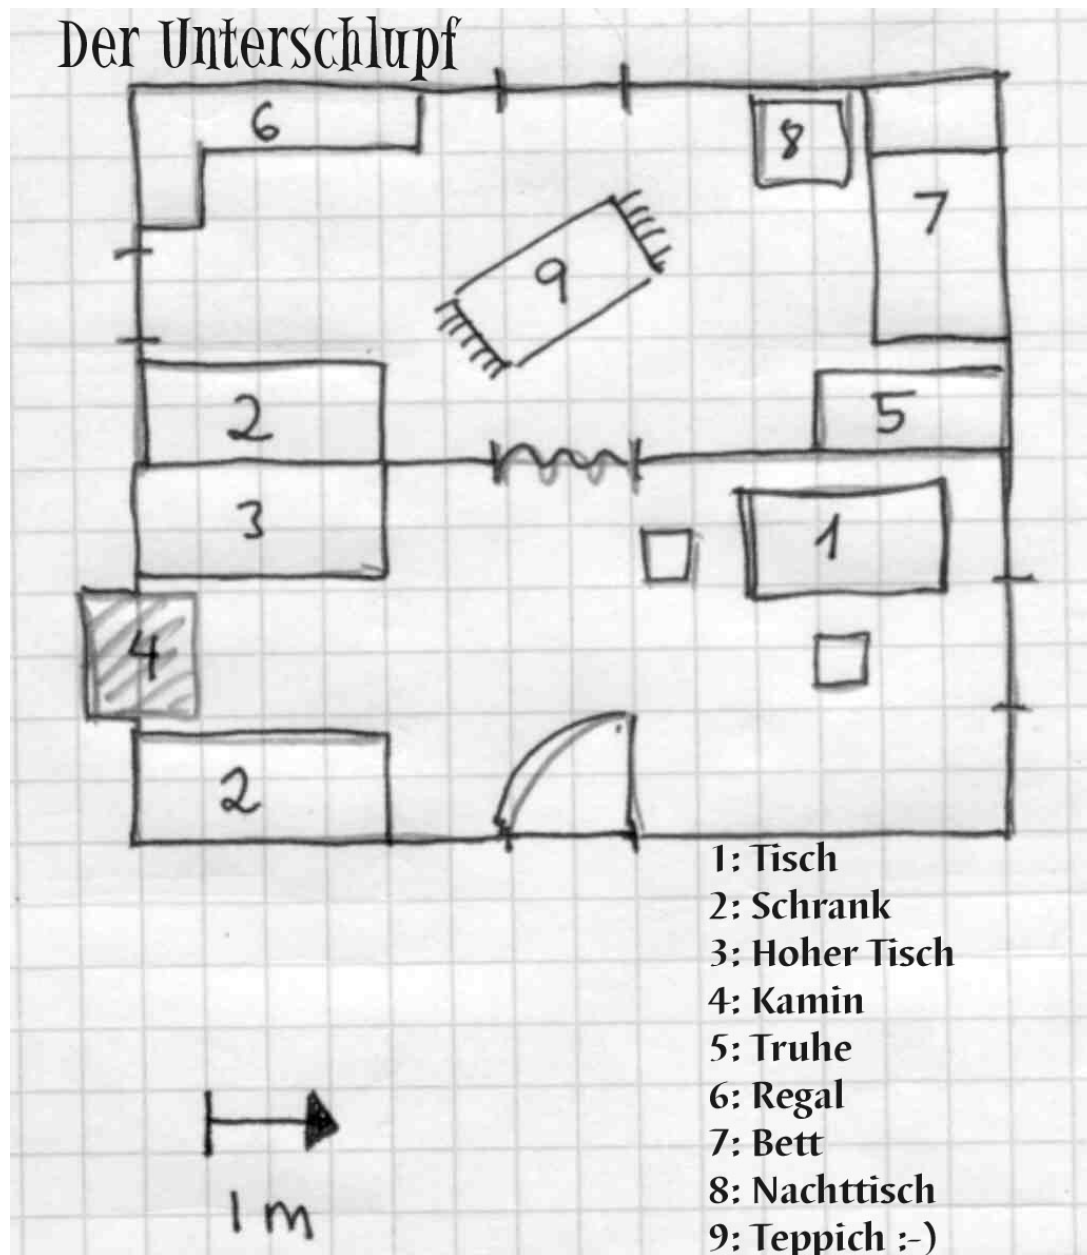 Der Unterschlupf
6
8
7
9
2
5
3
1
4
2
1: Tisch
2: Schrank
3: Hoher Tisch
4: Kamin
5: Truhe
6: Regal
7: Bett
8: Nachttisch
9: Teppich :-)
1 m